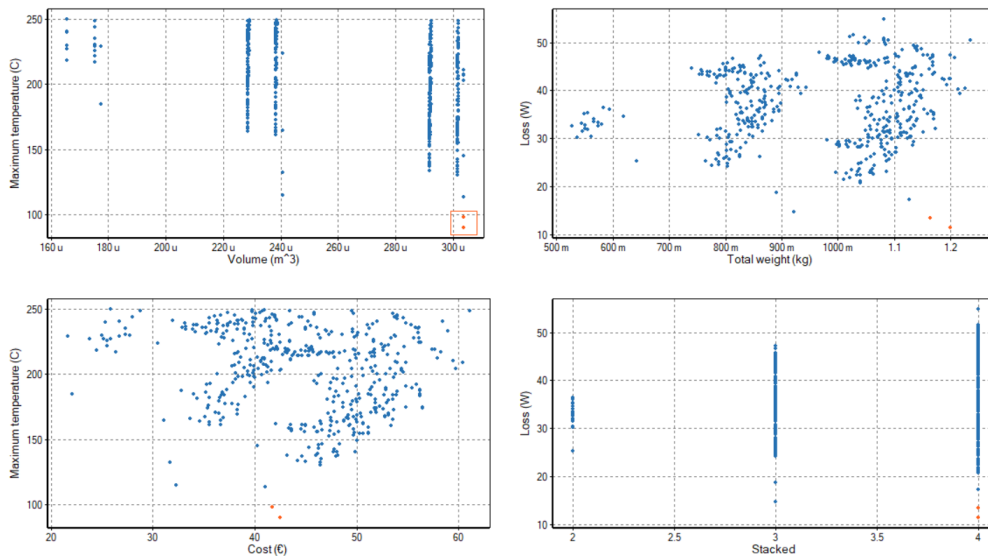 Maximum temperature (C)
250
200
150
100
160 u
180 u
200 u
220 u
240 u
260 u
280 u
300 u
Volume (m^3)
Loss (W)
50
40
30
20
10
500 m
600 m
700 m
800 m
900 m
1000 m
1.1
1.2
Total weight (kg)
Maximum temperature (C)
250
200
150
100
20
30
40
50
60
Cost (€)
Loss (W)
50
40
30
20
10
2
2.5
3
3.5
4
Stacked